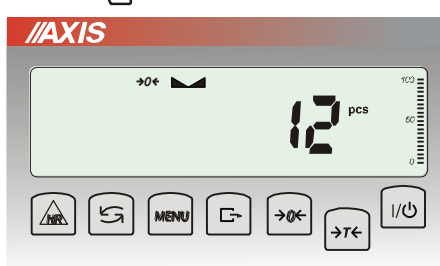 //AXIS
→0← 100
12 pcs
50
0
HR MENU →0← →T← I/⏻